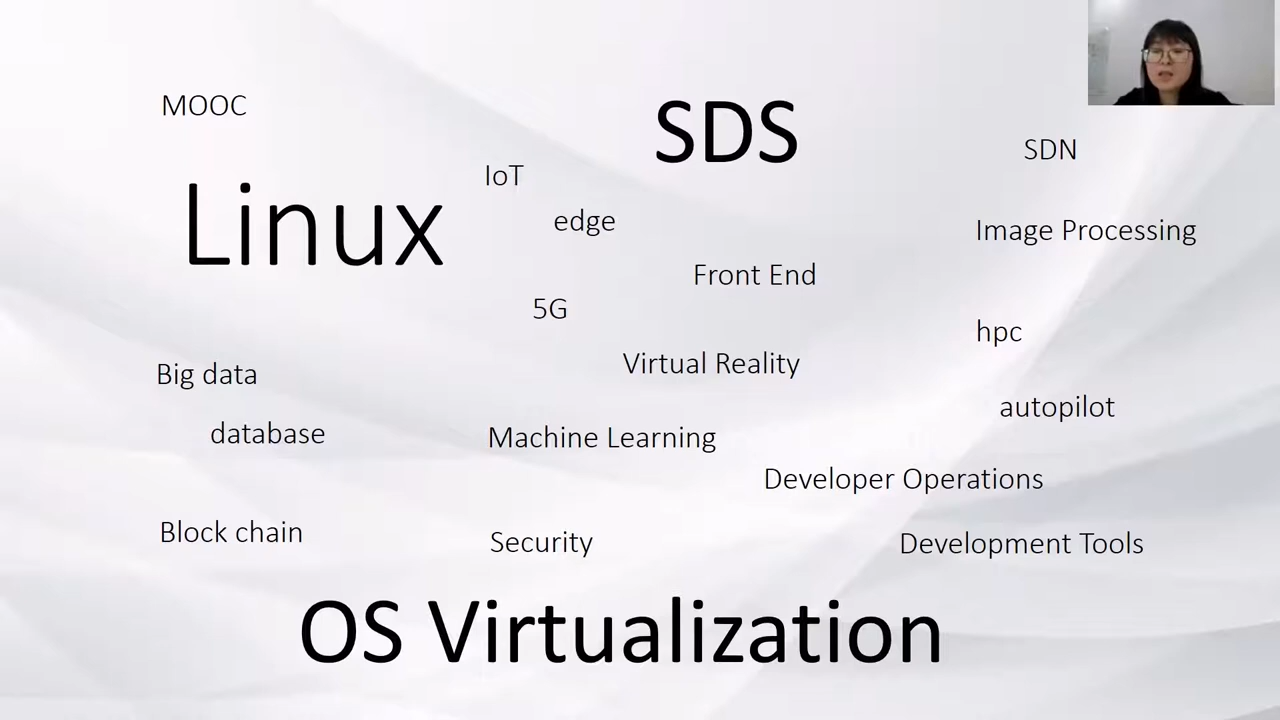 MOOC
SDS
SDN
IoT
Linux
edge
Image Processing
Front End
5G
hpc
Virtual Reality
Big data
autopilot
database
Machine Learning
Developer Operations
Block chain
Security
Development Tools
OS Virtualization